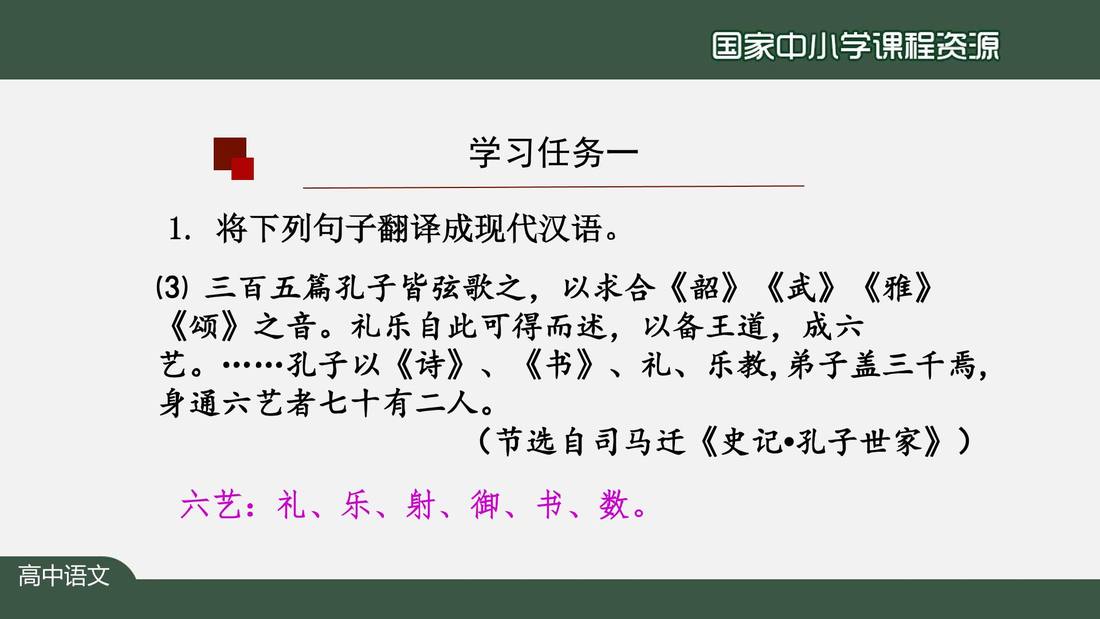 国家中小学课程资源
学习任务一
1. 将下列句子翻译成现代汉语。
⑶ 三百五篇孔子皆弦歌之，以求合《韶》《武》《雅》
《颂》之音。礼乐自此可得而述，以备王道，成六
艺。……孔子以《诗》、《书》、礼、乐教,弟子盖三千焉,
身通六艺者七十有二人。
（节选自司马迁《史记•孔子世家》）
六艺：礼、乐、射、御、书、数。
高中语文